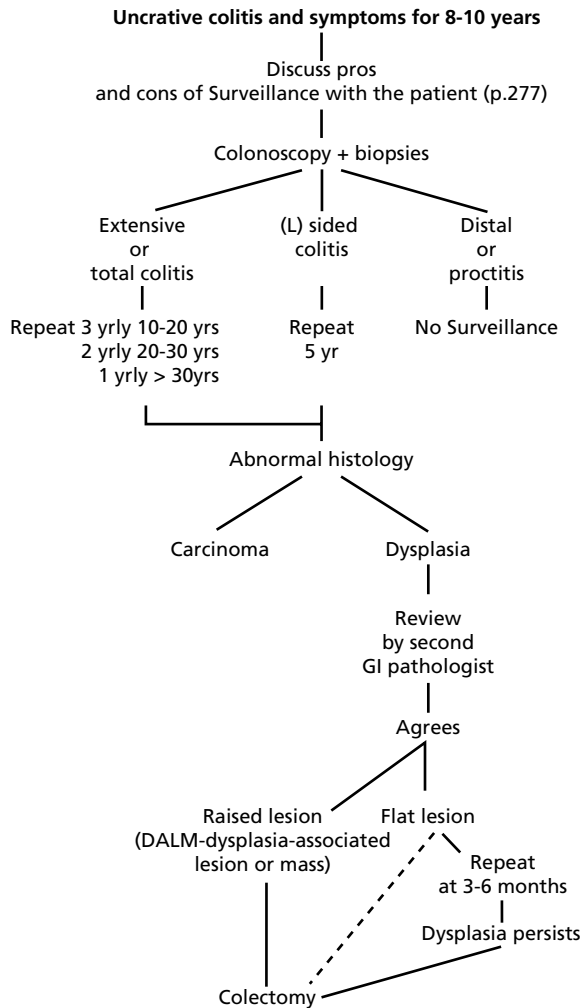 Uncrative colitis and symptoms for 8-10 years
Discuss pros
and cons of Surveillance with the patient (p.277)
Colonoscopy + biopsies
Extensive
or
total colitis
(L) sided
colitis
Distal
or
proctitis
Repeat 3 yrly 10-20 yrs
2 yrly 20-30 yrs
1 yrly > 30yrs
Repeat
5 yr
No Surveillance
Abnormal histology
Carcinoma
Dysplasia
Review
by second
GI pathologist
Agrees
Raised lesion
(DALM-dysplasia-associated
lesion or mass)
Flat lesion
Repeat
at 3-6 months
Dysplasia persists
Colectomy